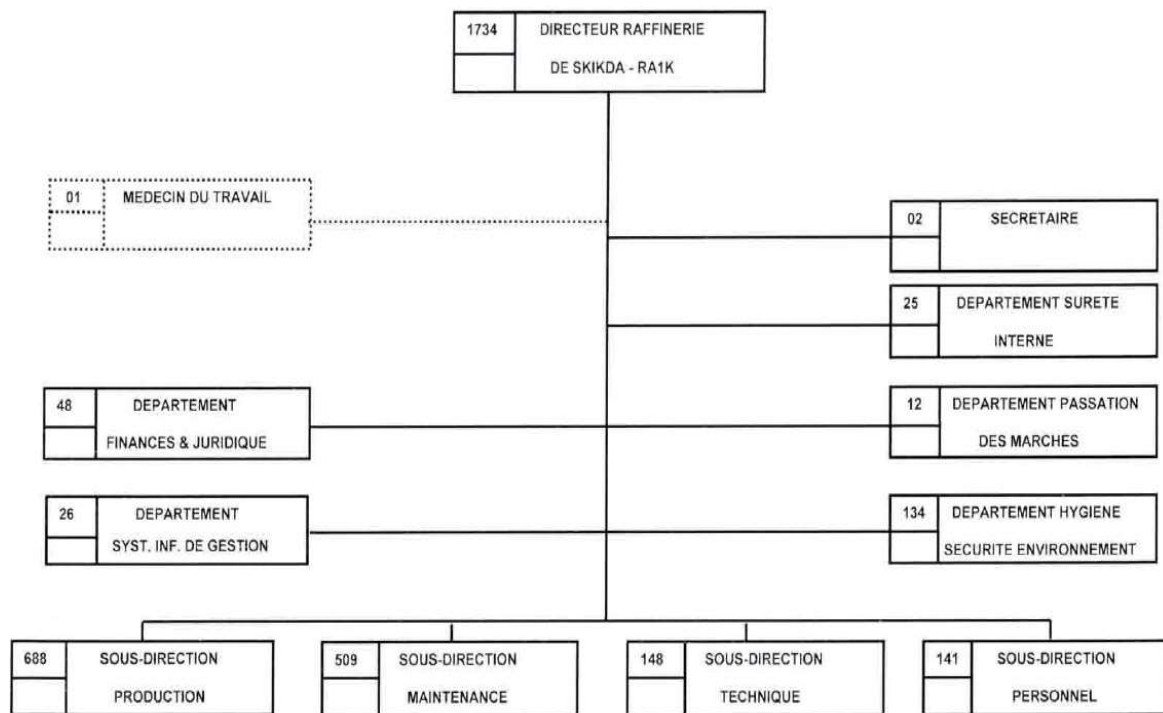 1734 DIRECTEUR RAFFINERIE
DE SKIKDA - RA1K
01 MEDECIN DU TRAVAIL
02 SECRETAIRE
25 DEPARTEMENT SURETE
INTERNE
48 DEPARTEMENT
FINANCES & JURIDIQUE
12 DEPARTEMENT PASSATION
DES MARCHES
26 DEPARTEMENT
SYST. INF. DE GESTION
134 DEPARTEMENT HYGIENE
SECURITE ENVIRONNEMENT
688 SOUS-DIRECTION
PRODUCTION
509 SOUS-DIRECTION
MAINTENANCE
148 SOUS-DIRECTION
TECHNIQUE
141 SOUS-DIRECTION
PERSONNEL